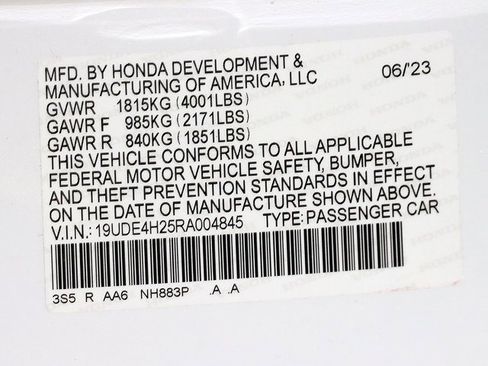 MFD. BY HONDA DEVELOPMENT &
MANUFACTURING OF AMERICA, LLC 06/'23
GVWR 1815KG (4001LBS)
GAWR F 985KG (2171LBS)
GAWR R 840KG (1851LBS)
THIS VEHICLE CONFORMS TO ALL APPLICABLE
FEDERAL MOTOR VEHICLE SAFETY, BUMPER,
AND THEFT PREVENTION STANDARDS IN EFFECT
ON THE DATE OF MANUFACTURE SHOWN ABOVE.
V.I.N.: 19UDE4H25RA004845 TYPE: PASSENGER CAR
3S5 R AA6 NH883P .A .A